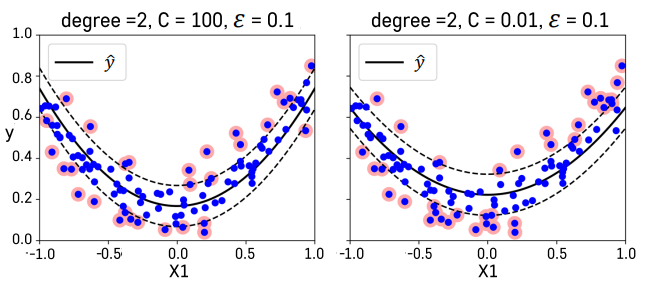 degree =2, C = 100, ε = 0.1
1.0
0.8
0.6
0.4
0.2
0.0
y
ŷ
-1.0 -0.5 0.0 0.5 1.0
X1
degree =2, C = 0.01, ε = 0.1
ŷ
-1.0 -0.5 0.0 0.5 1.0
X1